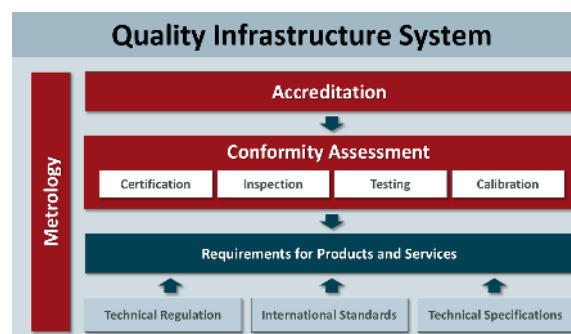 Quality Infrastructure System
Metrology
Accreditation
Conformity Assessment
Certification
Inspection
Testing
Calibration
Requirements for Products and Services
Technical Regulation
International Standards
Technical Specifications